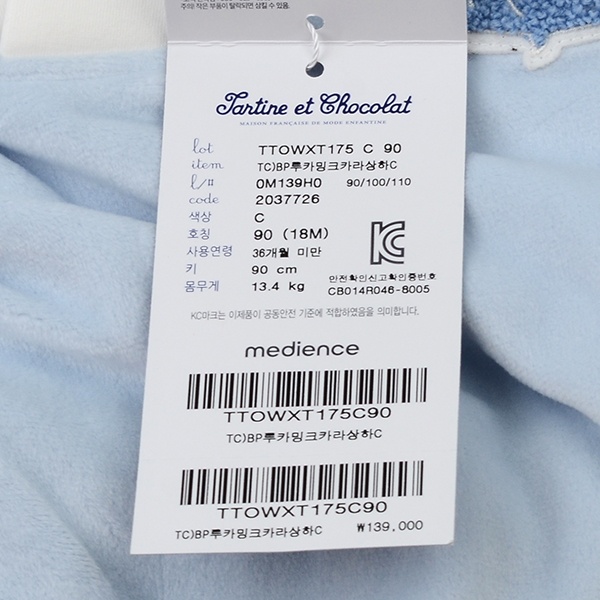 주의! 작은 부품이 탈락되면 삼킬 수 있음.
Tartine et Chocolat
MAISON FRANÇAISE DE MODE ENFANTINE
lot TTOWXT175 C 90
item TC)BP루카밍크카라상하C
l/# 0M139H0 90/100/110
code 2037726
색상 C
호칭 90 (18M)
사용연령 36개월 미만
키 90 cm
몸무게 13.4 kg
KC
안전확인신고확인증번호
CB014R046-8005
KC마크는 이제품이 공동안전 기준에 적합하였음을 의미합니다.
medience
TTOWXT175C90
TC)BP루카밍크카라상하C
TTOWXT175C90
TC)BP루카밍크카라상하C ₩139,000